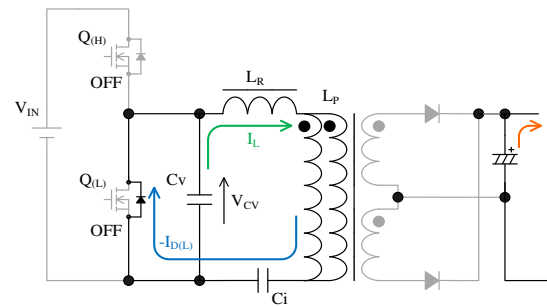 Q(H)
OFF
VIN
LR
LP
IL
Q(L)
CV
VCV
OFF
-ID(L)
Ci
+